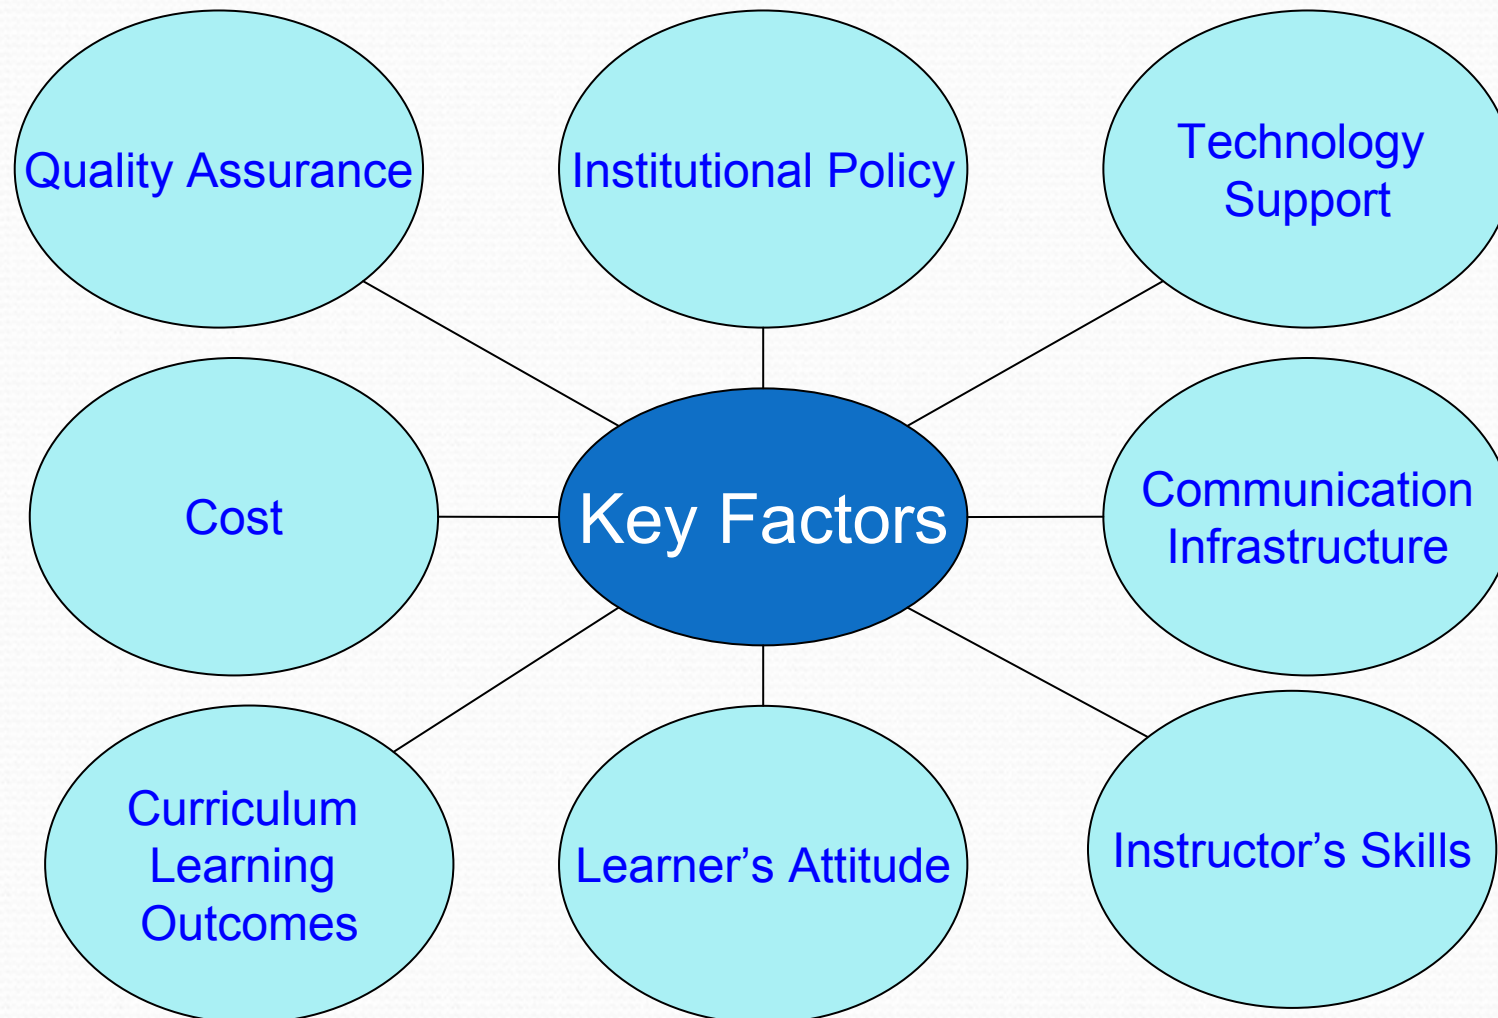 Quality Assurance
Institutional Policy
Technology
Support
Cost
Key Factors
Communication
Infrastructure
Curriculum
Learning
Outcomes
Learner’s Attitude
Instructor’s Skills